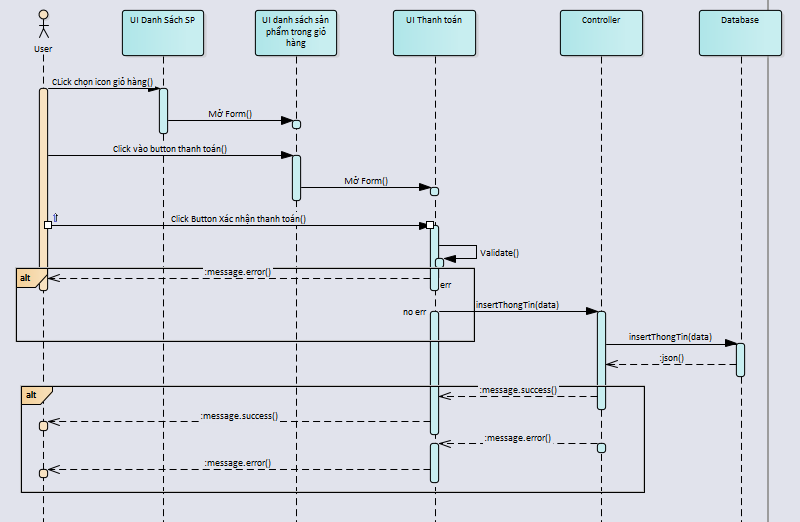 User
UI Danh Sách SP
UI danh sách sản
phẩm trong giỏ
hàng
UI Thanh toán
Controller
Database
CLick chọn icon giỏ hàng()
Mở Form()
Click vào button thanh toán()
Mở Form()
Click Button Xác nhận thanh toán()
Validate()
alt
:message.error()
err
no err
insertThongTin(data)
insertThongTin(data)
:json()
alt
:message.success()
:message.success()
:message.error()
:message.error()